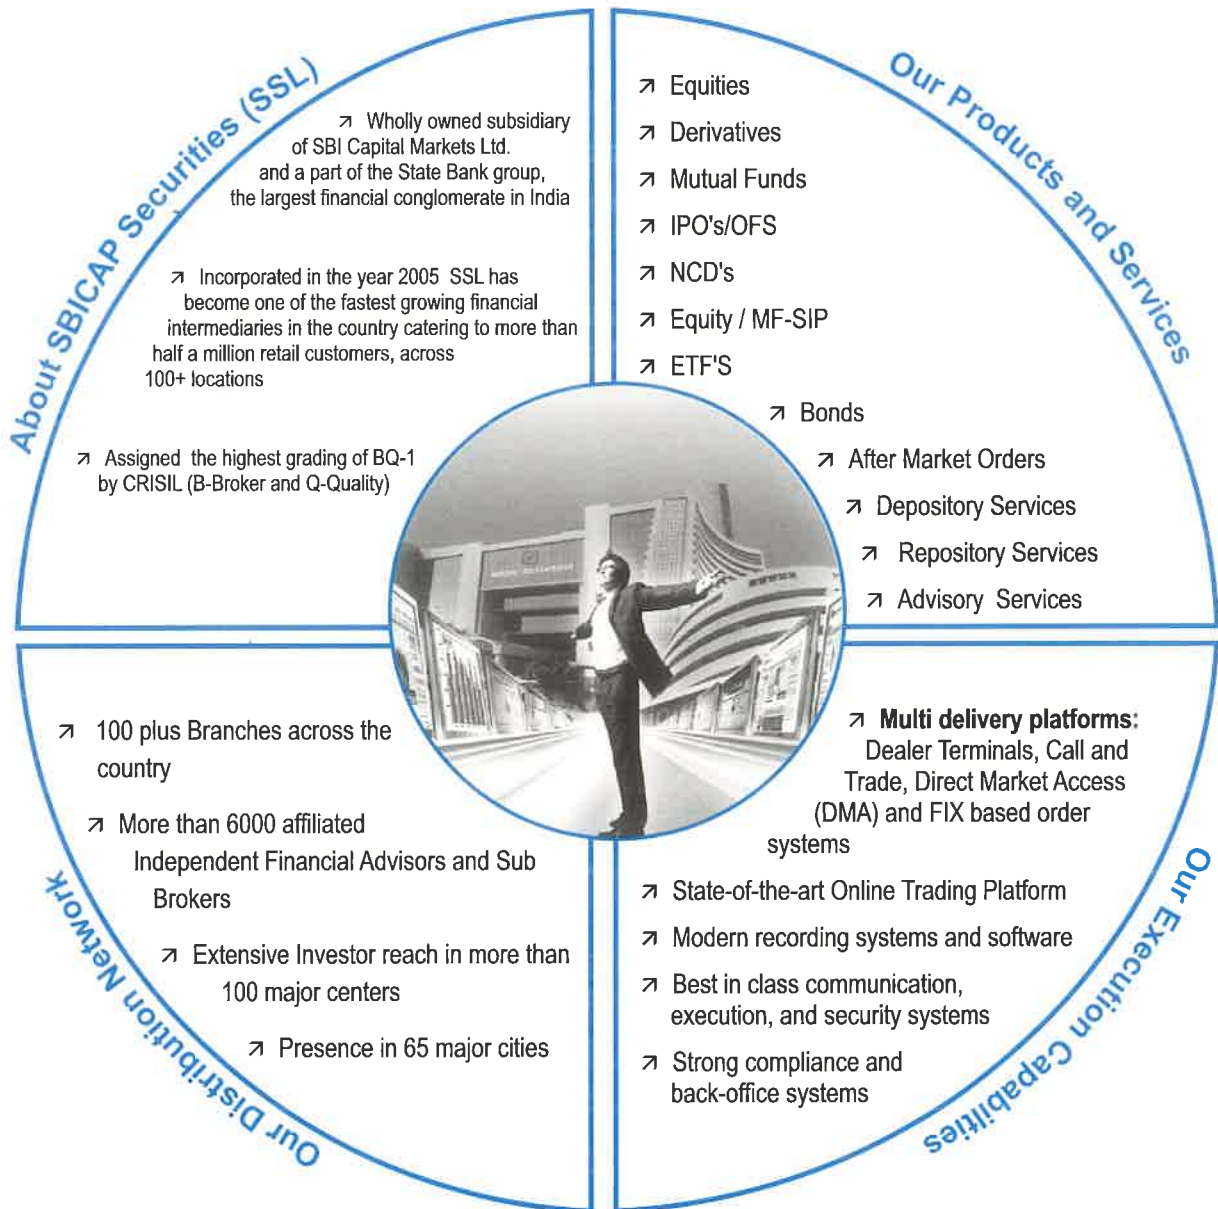 About SBICAP Securities (SSL)
↗ Wholly owned subsidiary
of SBI Capital Markets Ltd.
and a part of the State Bank group,
the largest financial conglomerate in India
↗ Incorporated in the year 2005 SSL has
become one of the fastest growing financial
intermediaries in the country catering to more than
half a million retail customers, across
100+ locations
↗ Assigned the highest grading of BQ-1
by CRISIL (B-Broker and Q-Quality)
Our Products and Services
↗ Equities
↗ Derivatives
↗ Mutual Funds
↗ IPO's/OFS
↗ NCD's
↗ Equity / MF-SIP
↗ ETF'S
↗ Bonds
↗ After Market Orders
↗ Depository Services
↗ Repository Services
↗ Advisory Services
Our Distribution Network
↗ 100 plus Branches across the
country
↗ More than 6000 affiliated
Independent Financial Advisors and Sub
Brokers
↗ Extensive Investor reach in more than
100 major centers
↗ Presence in 65 major cities
Our Execution Capabilities
↗ Multi delivery platforms:
Dealer Terminals, Call and
Trade, Direct Market Access
(DMA) and FIX based order
systems
↗ State-of-the-art Online Trading Platform
↗ Modern recording systems and software
↗ Best in class communication,
execution, and security systems
↗ Strong compliance and
back-office systems